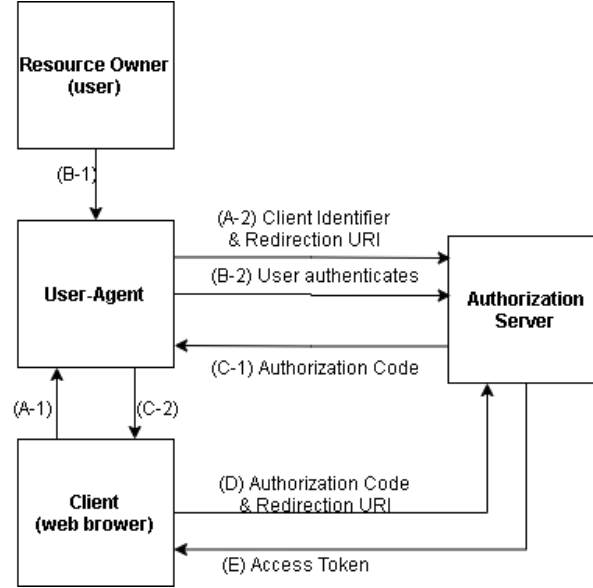 Resource Owner
(user)
(B-1)
(A-2) Client Identifier
& Redirection URI
User-Agent
(B-2) User authenticates
Authorization
Server
(C-1) Authorization Code
(A-1)
(C-2)
Client
(web brower)
(D) Authorization Code
& Redirection URI
(E) Access Token